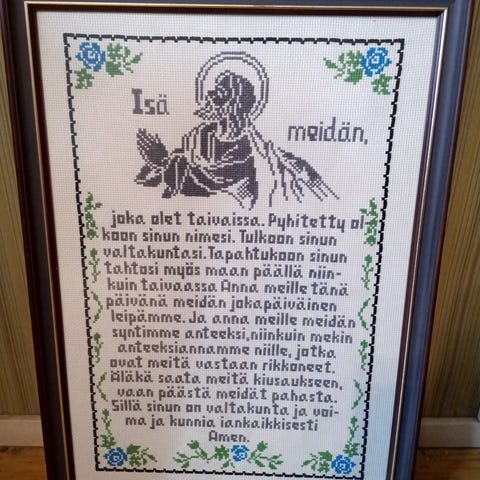 Isä
meidän,
joka olet taivaissa. Pyhitetty ol-
koon sinun nimesi. Tulkoon sinun
valtakuntasi. Tapahtukoon sinun
tahtosi myös maan päällä niin-
kuin taivaassa Anna meille tänä
päivänä meidän jokapäiväinen
leipämme. Ja anna meille meidän
syntimme anteeksi, niinkuin mekin
anteeksiannamme niille, jotka
ovat meitä vastaan rikkoneet.
Äläkä saata meitä kiusaukseen,
vaan päästä meidät pahasta.
Sillä sinun on valtakunta ja voi-
ma ja kunnia iankaikkisesti
Amen.